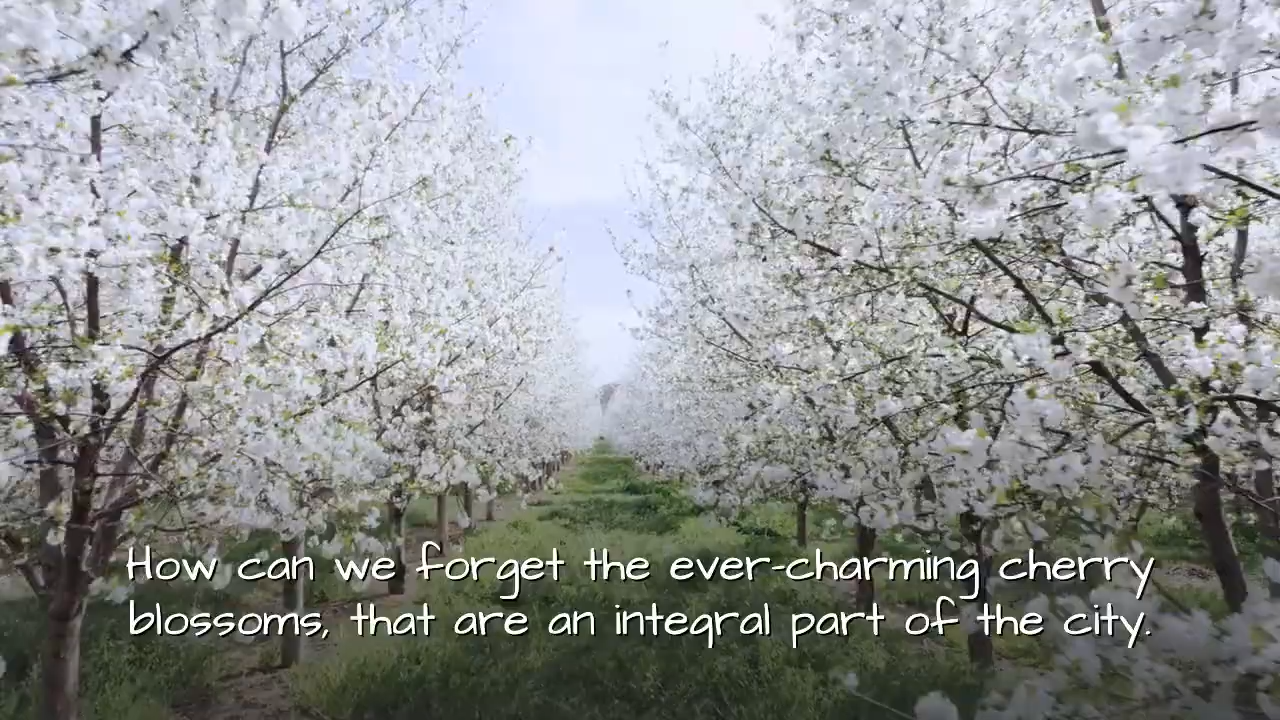 How can we forget the ever-charming cherry
blossoms, that are an integral part of the city.